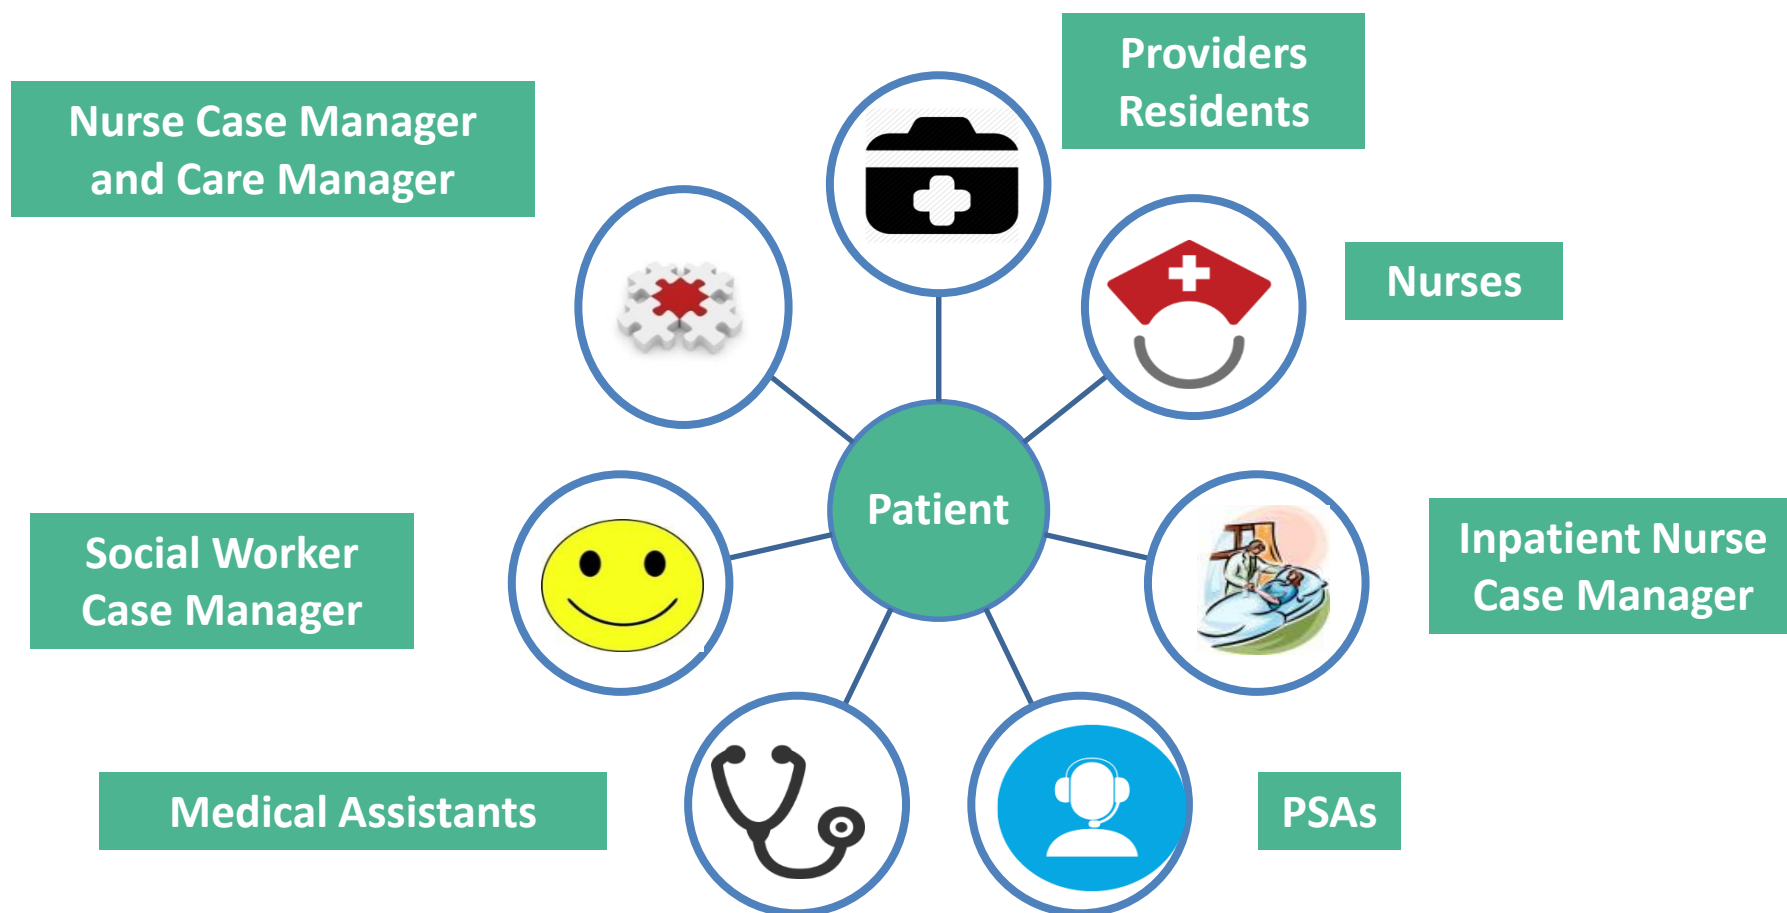 Providers
Residents
Nurse Case Manager
and Care Manager
Nurses
Patient
Social Worker
Case Manager
Inpatient Nurse
Case Manager
Medical Assistants
PSAs